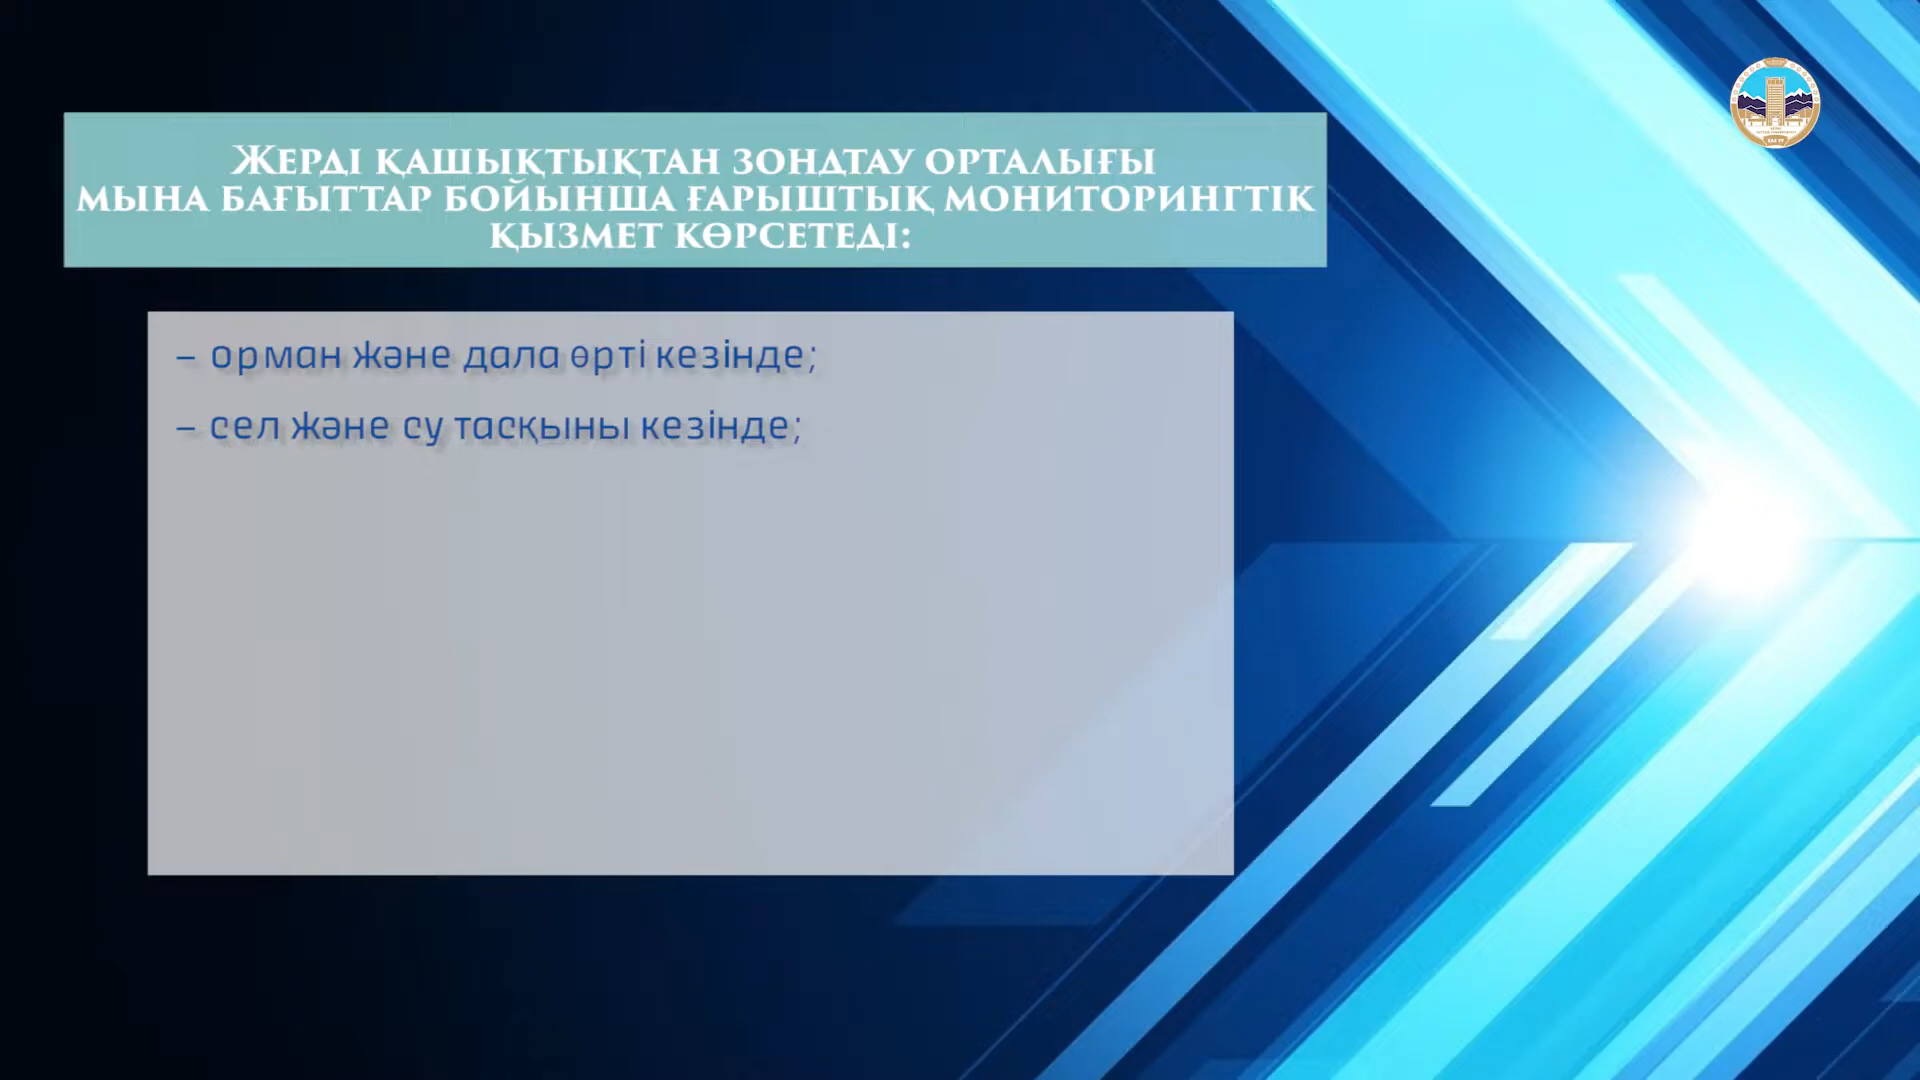 Жерді қашықтықтан зондтау орталығы
мына бағыттар бойынша ғарыштық мониторингтік
қызмет көрсетеді:
– орман және дала өрті кезінде;
– сел және су тасқыны кезінде;